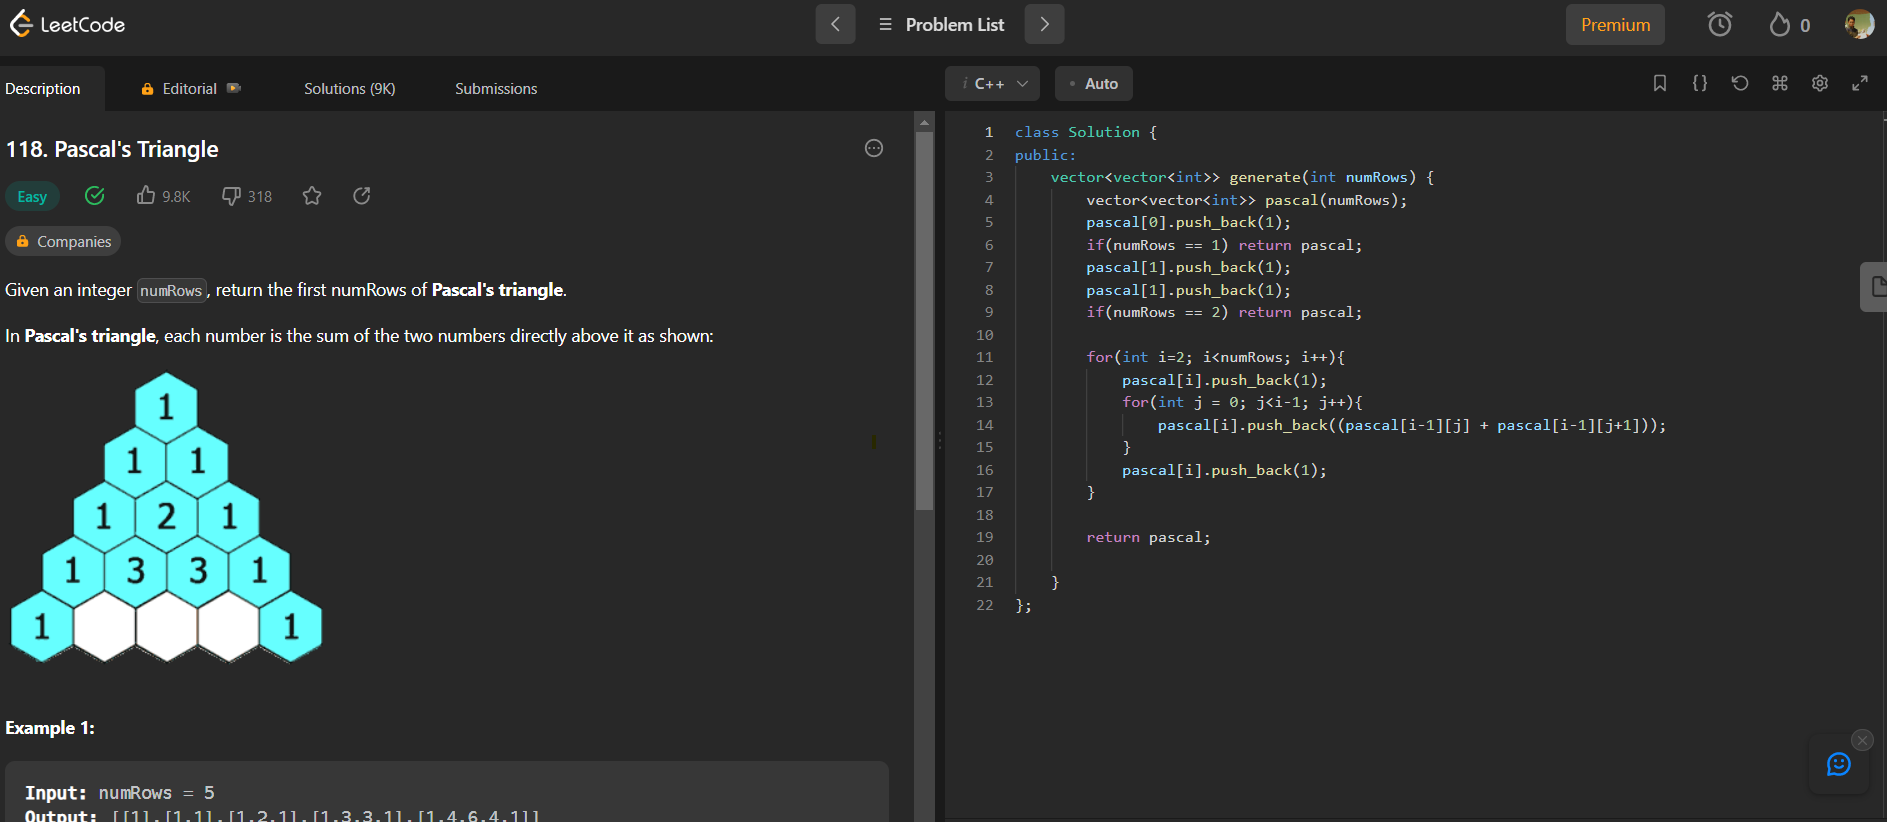 LeetCode
Problem List
Premium
0
Description
Editorial
Solutions (9K)
Submissions
118. Pascal's Triangle
Easy
9.8K
318
Companies
Given an integer numRows, return the first numRows of Pascal's triangle.
In Pascal's triangle, each number is the sum of the two numbers directly above it as shown:
1
1 1
1 2 1
1 3 3 1
1 1
Example 1:
Input: numRows = 5
Output: [[1],[1,1],[1,2,1],[1,3,3,1],[1,4,6,4,1]]
i C++
Auto
1 class Solution {
2 public:
3 vector<vector<int>> generate(int numRows) {
4 vector<vector<int>> pascal(numRows);
5 pascal[0].push_back(1);
6 if(numRows == 1) return pascal;
7 pascal[1].push_back(1);
8 pascal[1].push_back(1);
9 if(numRows == 2) return pascal;
10
11 for(int i=2; i<numRows; i++){
12 pascal[i].push_back(1);
13 for(int j = 0; j<i-1; j++){
14 pascal[i].push_back((pascal[i-1][j] + pascal[i-1][j+1]));
15 }
16 pascal[i].push_back(1);
17 }
18
19 return pascal;
20
21 }
22 };